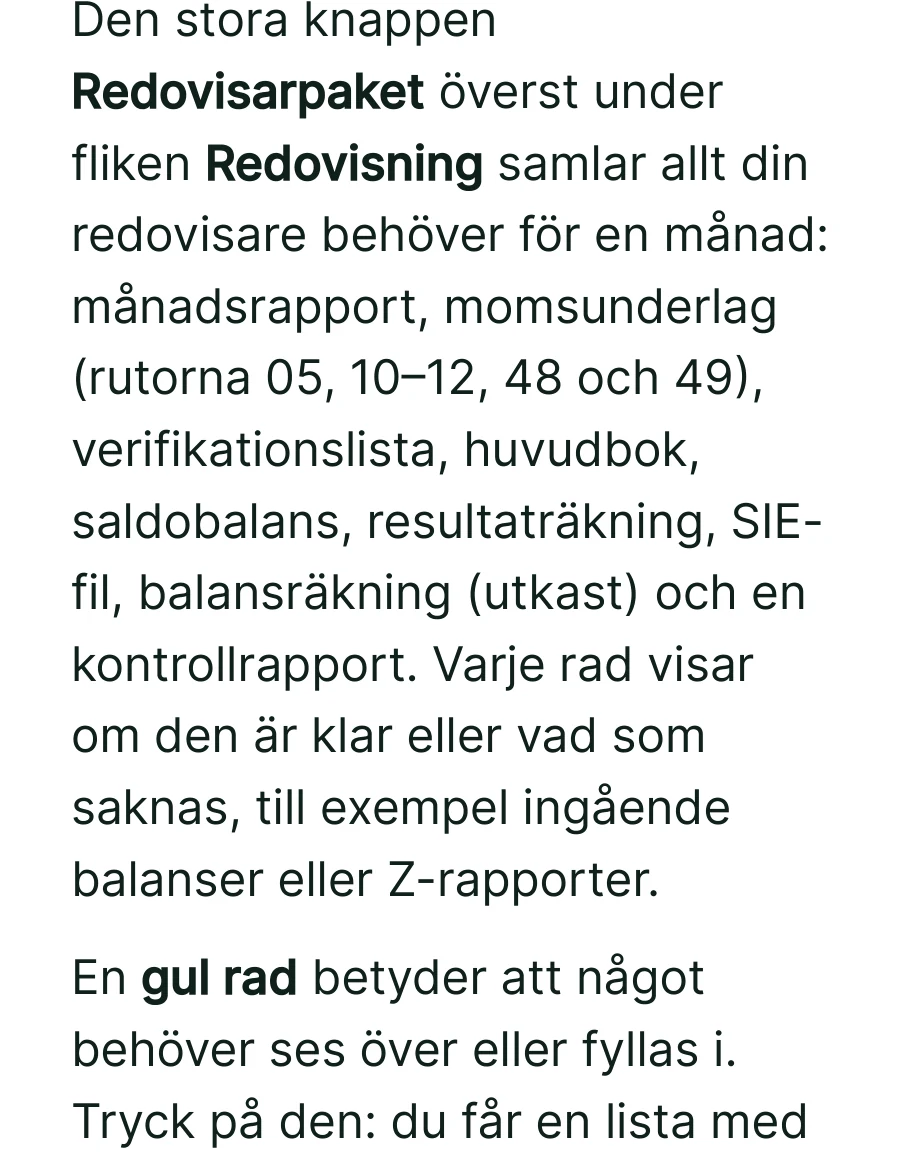 Den stora knappen
Redovisarpaket överst under
fliken Redovisning samlar allt din
redovisare behöver för en månad:
månadsrapport, momsunderlag
(rutorna 05, 10–12, 48 och 49),
verifikationslista, huvudbok,
saldobalans, resultaträkning, SIE-
fil, balansräkning (utkast) och en
kontrollrapport. Varje rad visar
om den är klar eller vad som
saknas, till exempel ingående
balanser eller Z-rapporter.
En gul rad betyder att något
behöver ses över eller fyllas i.
Tryck på den: du får en lista med